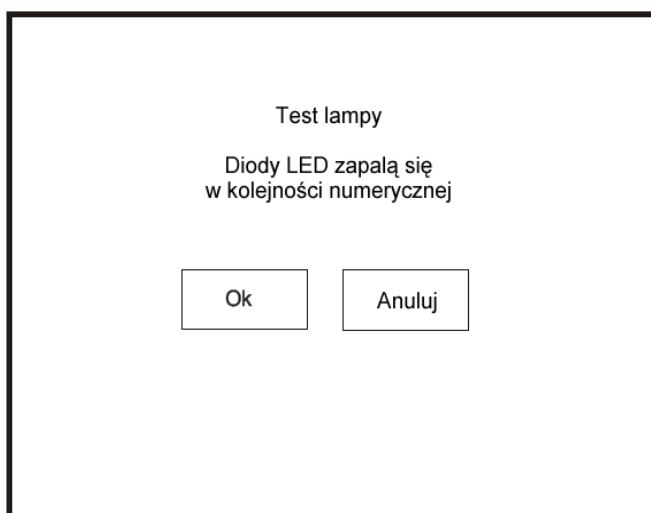 Test lampy
Diody LED zapalą się
w kolejności numerycznej
Ok
Anuluj